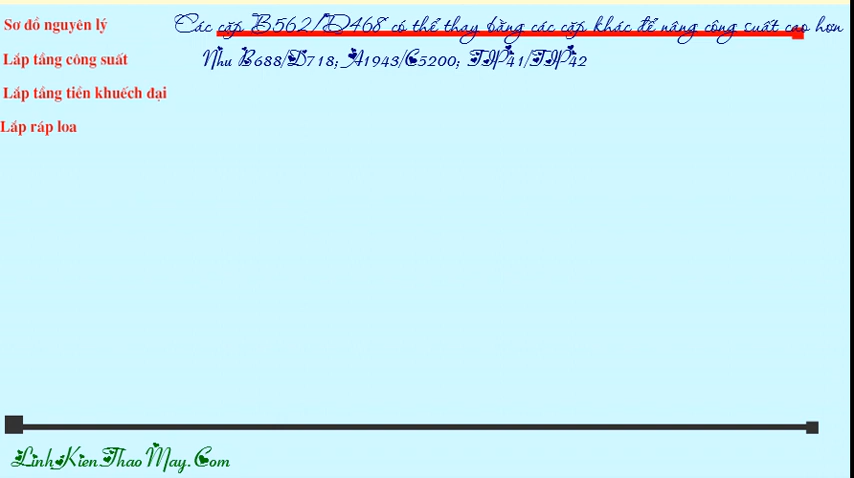 Sơ đồ nguyên lý
Các cặp B562/D468 có thể thay bằng các cặp khác để nâng công suất cao hơn
Lắp tầng công suất
Như B688/D718; A1943/C5200; TIP41/TIP42
Lắp tầng tiền khuếch đại
Lắp ráp loa
LinhKienThaoMay.Com